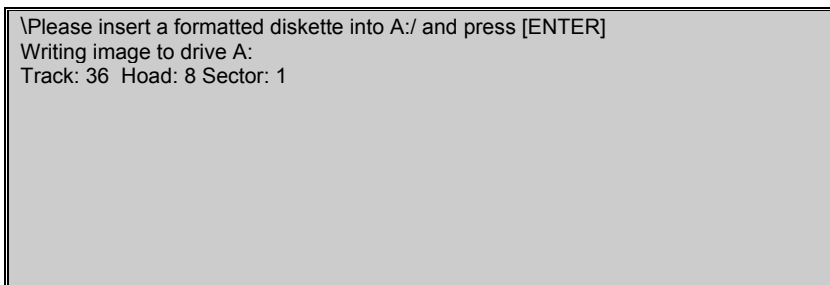 \Please insert a formatted diskette into A:/ and press [ENTER]
Writing image to drive A:
Track: 36  Hoad: 8 Sector: 1